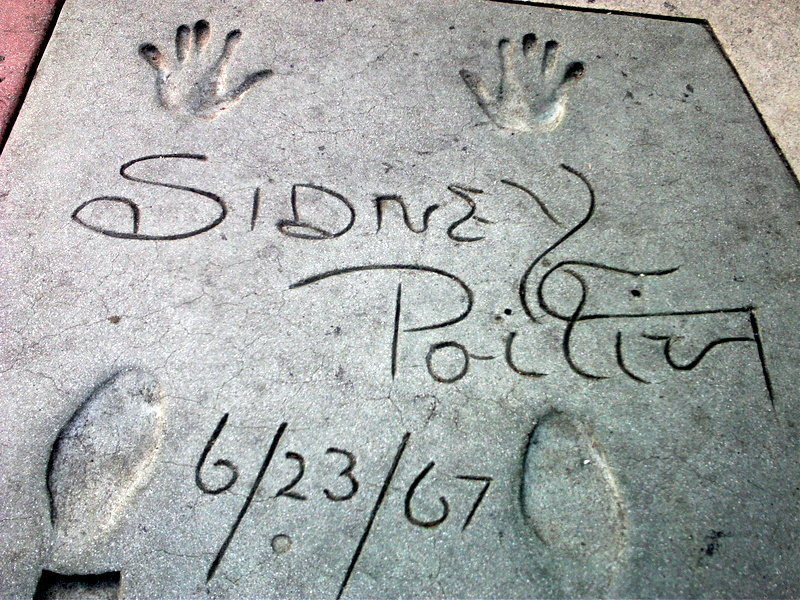 SIDNEY
Poitier
6/23/67